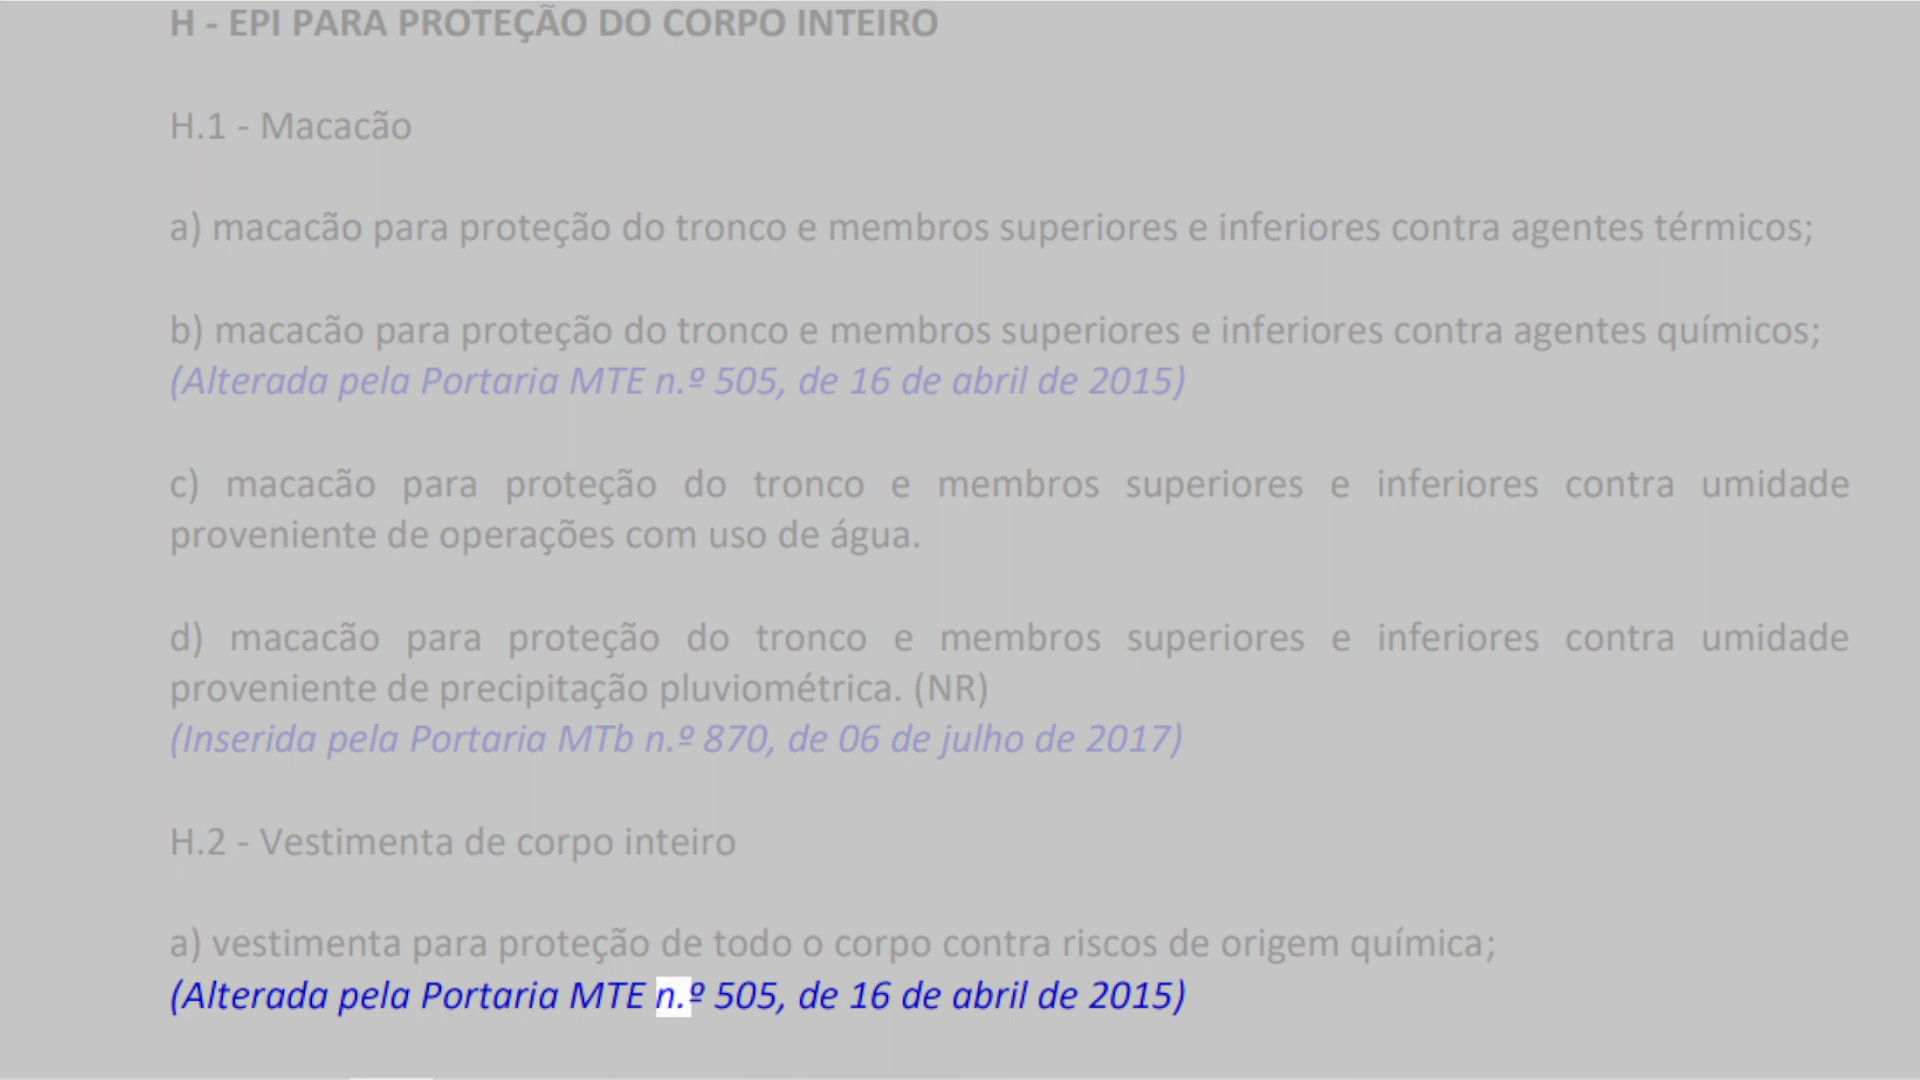 H - EPI PARA PROTEÇÃO DO CORPO INTEIRO
H.1 - Macacão
a) macacão para proteção do tronco e membros superiores e inferiores contra agentes térmicos;
b) macacão para proteção do tronco e membros superiores e inferiores contra agentes químicos;
(Alterada pela Portaria MTE n.º 505, de 16 de abril de 2015)
c) macacão para proteção do tronco e membros superiores e inferiores contra umidade
proveniente de operações com uso de água.
d) macacão para proteção do tronco e membros superiores e inferiores contra umidade
proveniente de precipitação pluviométrica. (NR)
(Inserida pela Portaria MTb n.º 870, de 06 de julho de 2017)
H.2 - Vestimenta de corpo inteiro
a) vestimenta para proteção de todo o corpo contra riscos de origem química;
(Alterada pela Portaria MTE n.º 505, de 16 de abril de 2015)